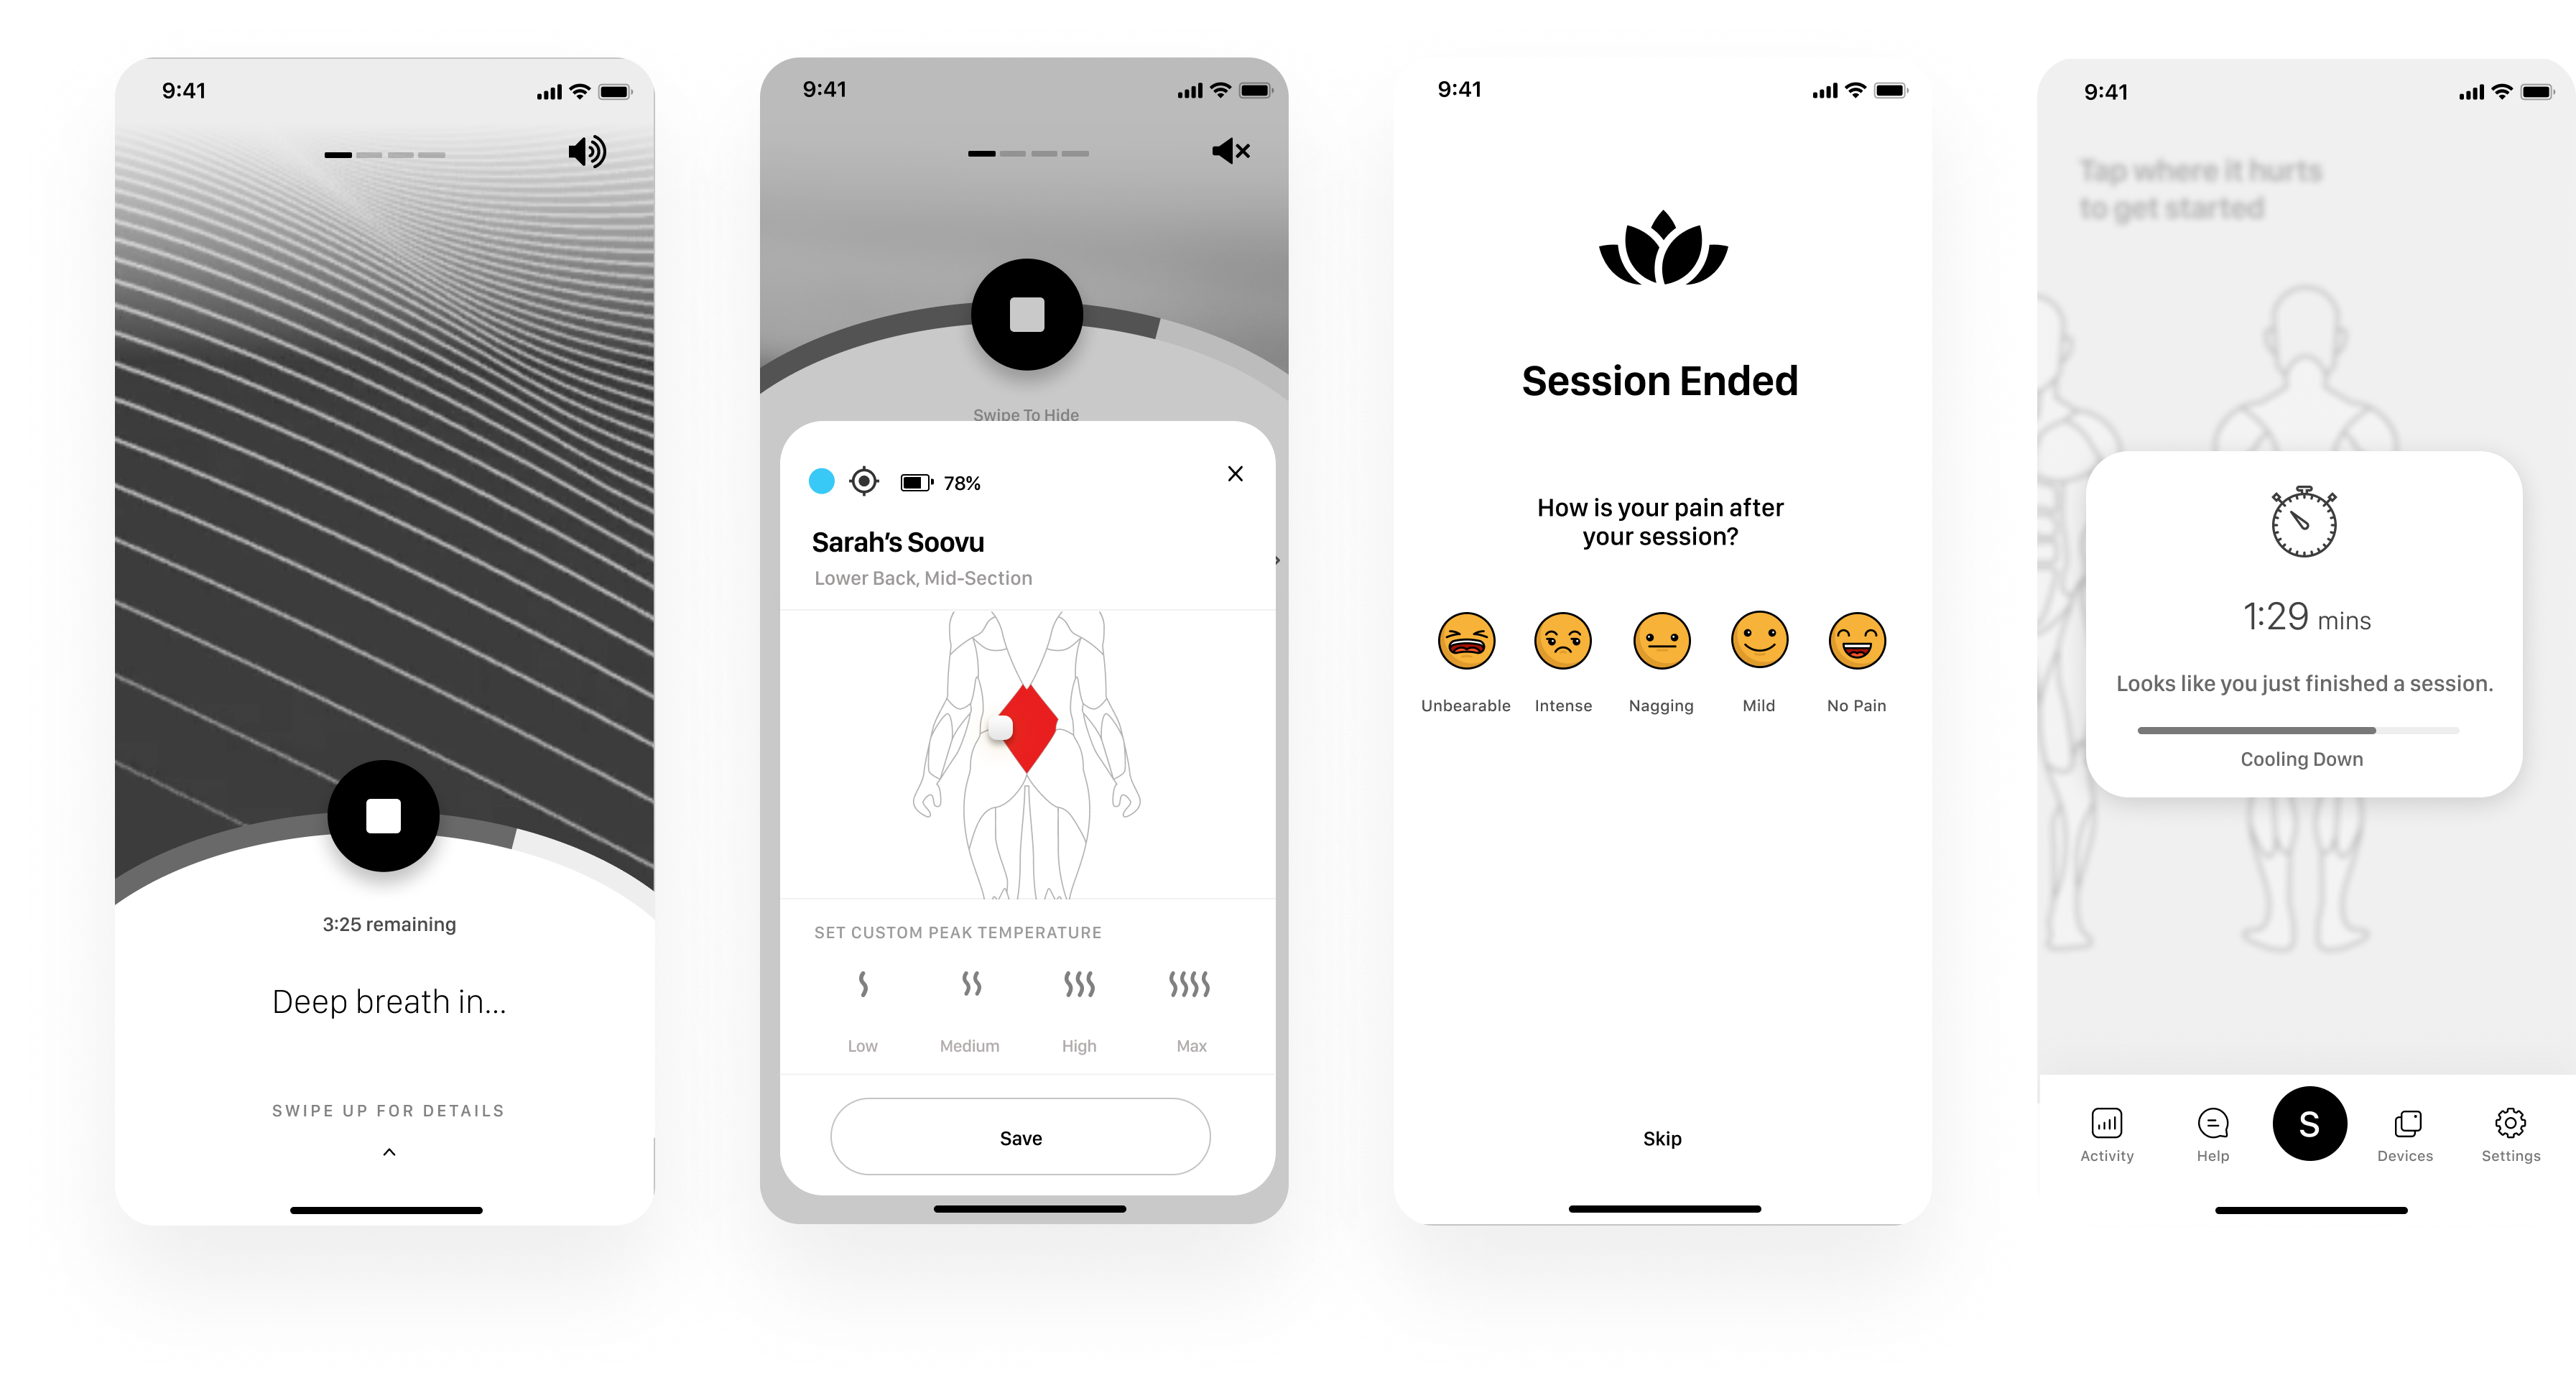 9:41
3:25 remaining
Deep breath in...
SWIPE UP FOR DETAILS
9:41
Swipe To Hide
78%
Sarah’s Soovu
Lower Back, Mid-Section
SET CUSTOM PEAK TEMPERATURE
Low Medium High Max
Save
9:41
Session Ended
How is your pain after
your session?
Unbearable Intense Nagging Mild No Pain
Skip
9:41
Tap where it hurts
to get started
1:29 mins
Looks like you just finished a session.
Cooling Down
S
Activity Help Devices Settings